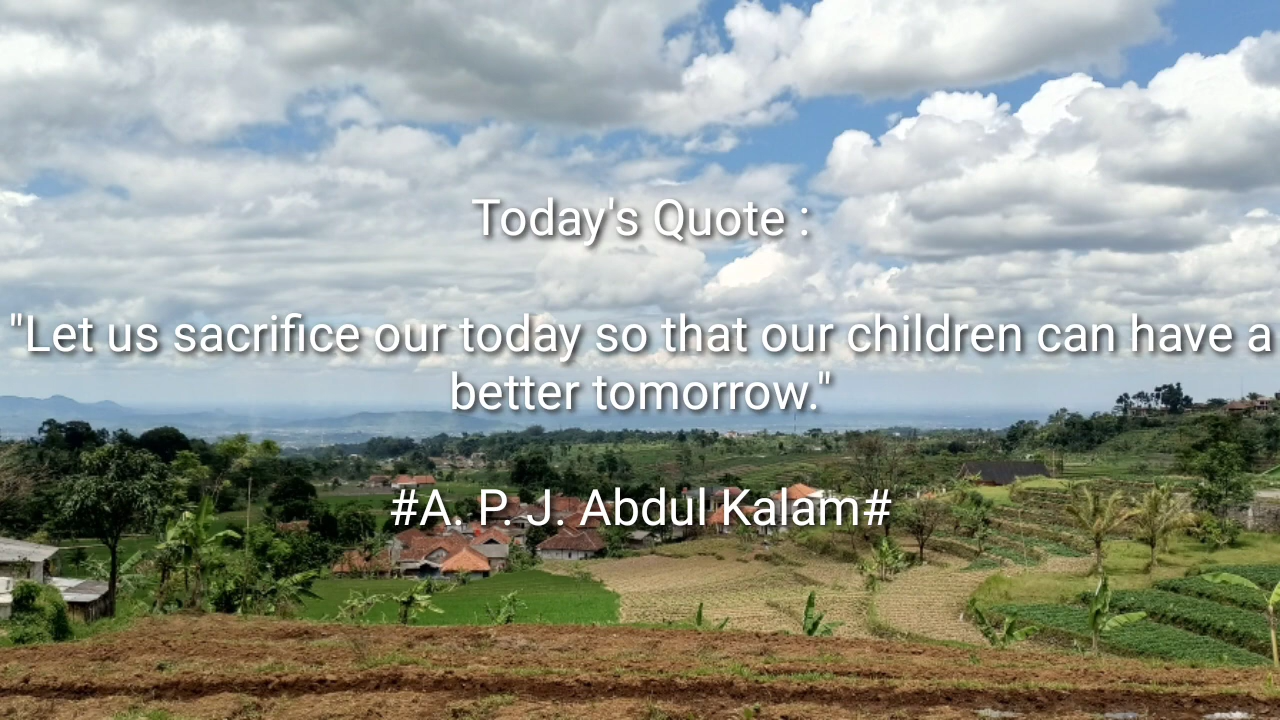 Today's Quote :
"Let us sacrifice our today so that our children can have a
better tomorrow."
#A. P. J. Abdul Kalam#